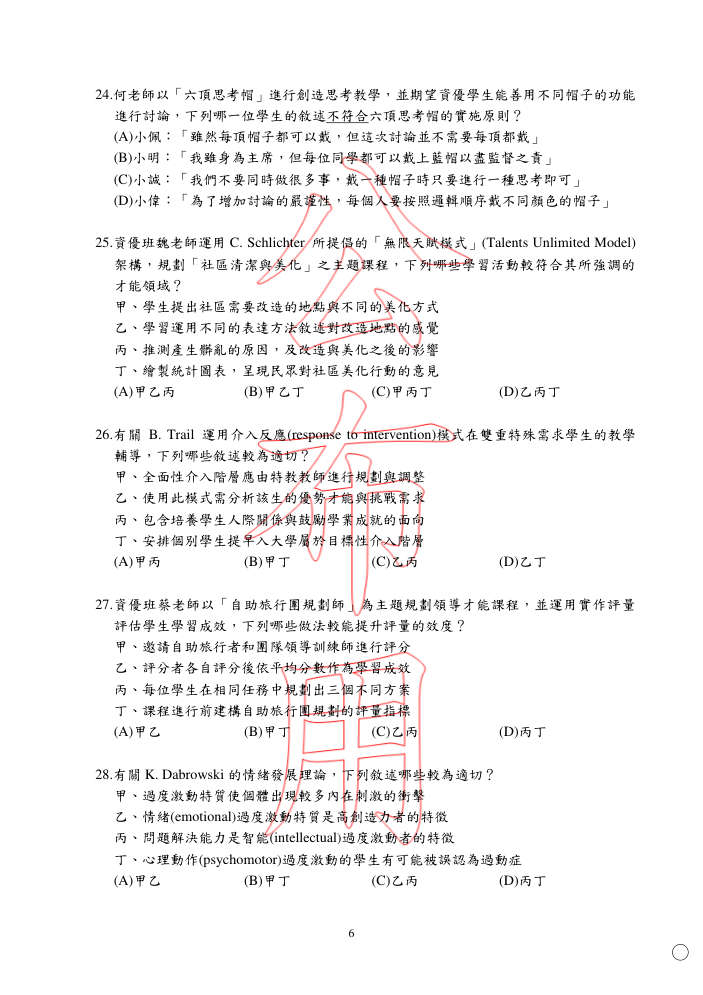 24.何老師以「六頂思考帽」進行創造思考教學，並期望資優學生能善用不同帽子的功能
進行討論，下列哪一位學生的敘述不符合六頂思考帽的實施原則？
(A)小佩：「雖然每頂帽子都可以戴，但這次討論並不需要每頂都戴」
(B)小明：「我雖身為主席，但每位同學都可以戴上藍帽以盡監督之責」
(C)小誠：「我們不要同時做很多事，戴一種帽子時只要進行一種思考即可」
(D)小偉：「為了增加討論的嚴謹性，每個人要按照邏輯順序戴不同顏色的帽子」
25.資優班魏老師運用 C. Schlichter 所提倡的「無限天賦模式」(Talents Unlimited Model)
架構，規劃「社區清潔與美化」之主題課程，下列哪些學習活動較符合其所強調的
才能領域？
甲、學生提出社區需要改造的地點與不同的美化方式
乙、學習運用不同的表達方法敘述對改造地點的感覺
丙、推測產生髒亂的原因，及改造與美化之後的影響
丁、繪製統計圖表，呈現民眾對社區美化行動的意見
(A)甲乙丙 (B)甲乙丁 (C)甲丙丁 (D)乙丙丁
26.有關 B. Trail 運用介入反應(response to intervention)模式在雙重特殊需求學生的教學
輔導，下列哪些敘述較為適切？
甲、全面性介入階層應由特教教師進行規劃與調整
乙、使用此模式需分析該生的優勢才能與挑戰需求
丙、包含培養學生人際關係與鼓勵學業成就的面向
丁、安排個別學生提早入大學屬於目標性介入階層
(A)甲丙 (B)甲丁 (C)乙丙 (D)乙丁
27.資優班蔡老師以「自助旅行團規劃師」為主題規劃領導才能課程，並運用實作評量
評估學生學習成效，下列哪些做法較能提升評量的效度？
甲、邀請自助旅行者和團隊領導訓練師進行評分
乙、評分者各自評分後依平均分數作為學習成效
丙、每位學生在相同任務中規劃出三個不同方案
丁、課程進行前建構自助旅行團規劃的評量指標
(A)甲乙 (B)甲丁 (C)乙丙 (D)丙丁
28.有關 K. Dabrowski 的情緒發展理論，下列敘述哪些較為適切？
甲、過度激動特質使個體出現較多內在刺激的衝擊
乙、情緒(emotional)過度激動特質是高創造力者的特徵
丙、問題解決能力是智能(intellectual)過度激動者的特徵
丁、心理動作(psychomotor)過度激動的學生有可能被誤認為過動症
(A)甲乙 (B)甲丁 (C)乙丙 (D)丙丁
6
公布用